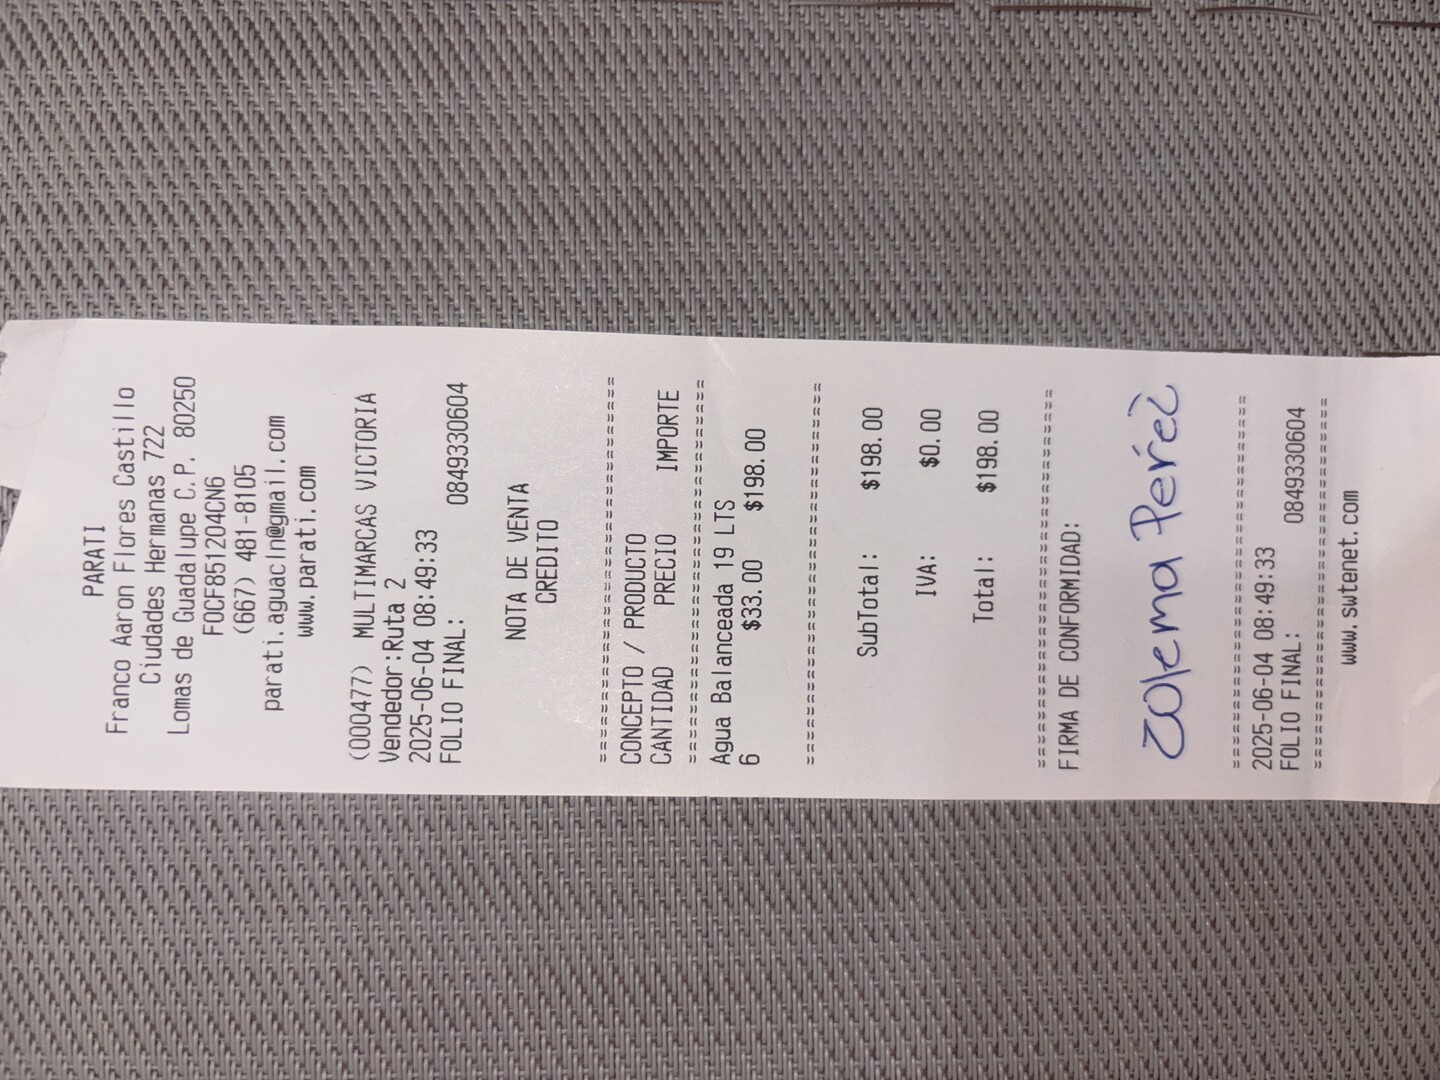 PARATI
Franco Aaron Flores Castillo
Ciudades Hermanas 722
Lomas de Guadalupe C.P. 80250
FOCF851204CN6
(667) 481-8105
parati.aguacln@gmail.com
www.parati.com
(000477) MULTIMARCAS VICTORIA
Vendedor:Ruta 2
2025-06-04 08:49:33
FOLIO FINAL: 0849330604
NOTA DE VENTA
CREDITO
==============================
CONCEPTO / PRODUCTO
CANTIDAD PRECIO IMPORTE
==============================
Agua Balanceada 19 LTS
6 $33.00 $198.00
==============================
SubTotal: $198.00
IVA: $0.00
Total: $198.00
==============================
FIRMA DE CONFORMIDAD:
Zulema Perez
==============================
2025-06-04 08:49:33
FOLIO FINAL: 0849330604
==============================
www.swtenet.com